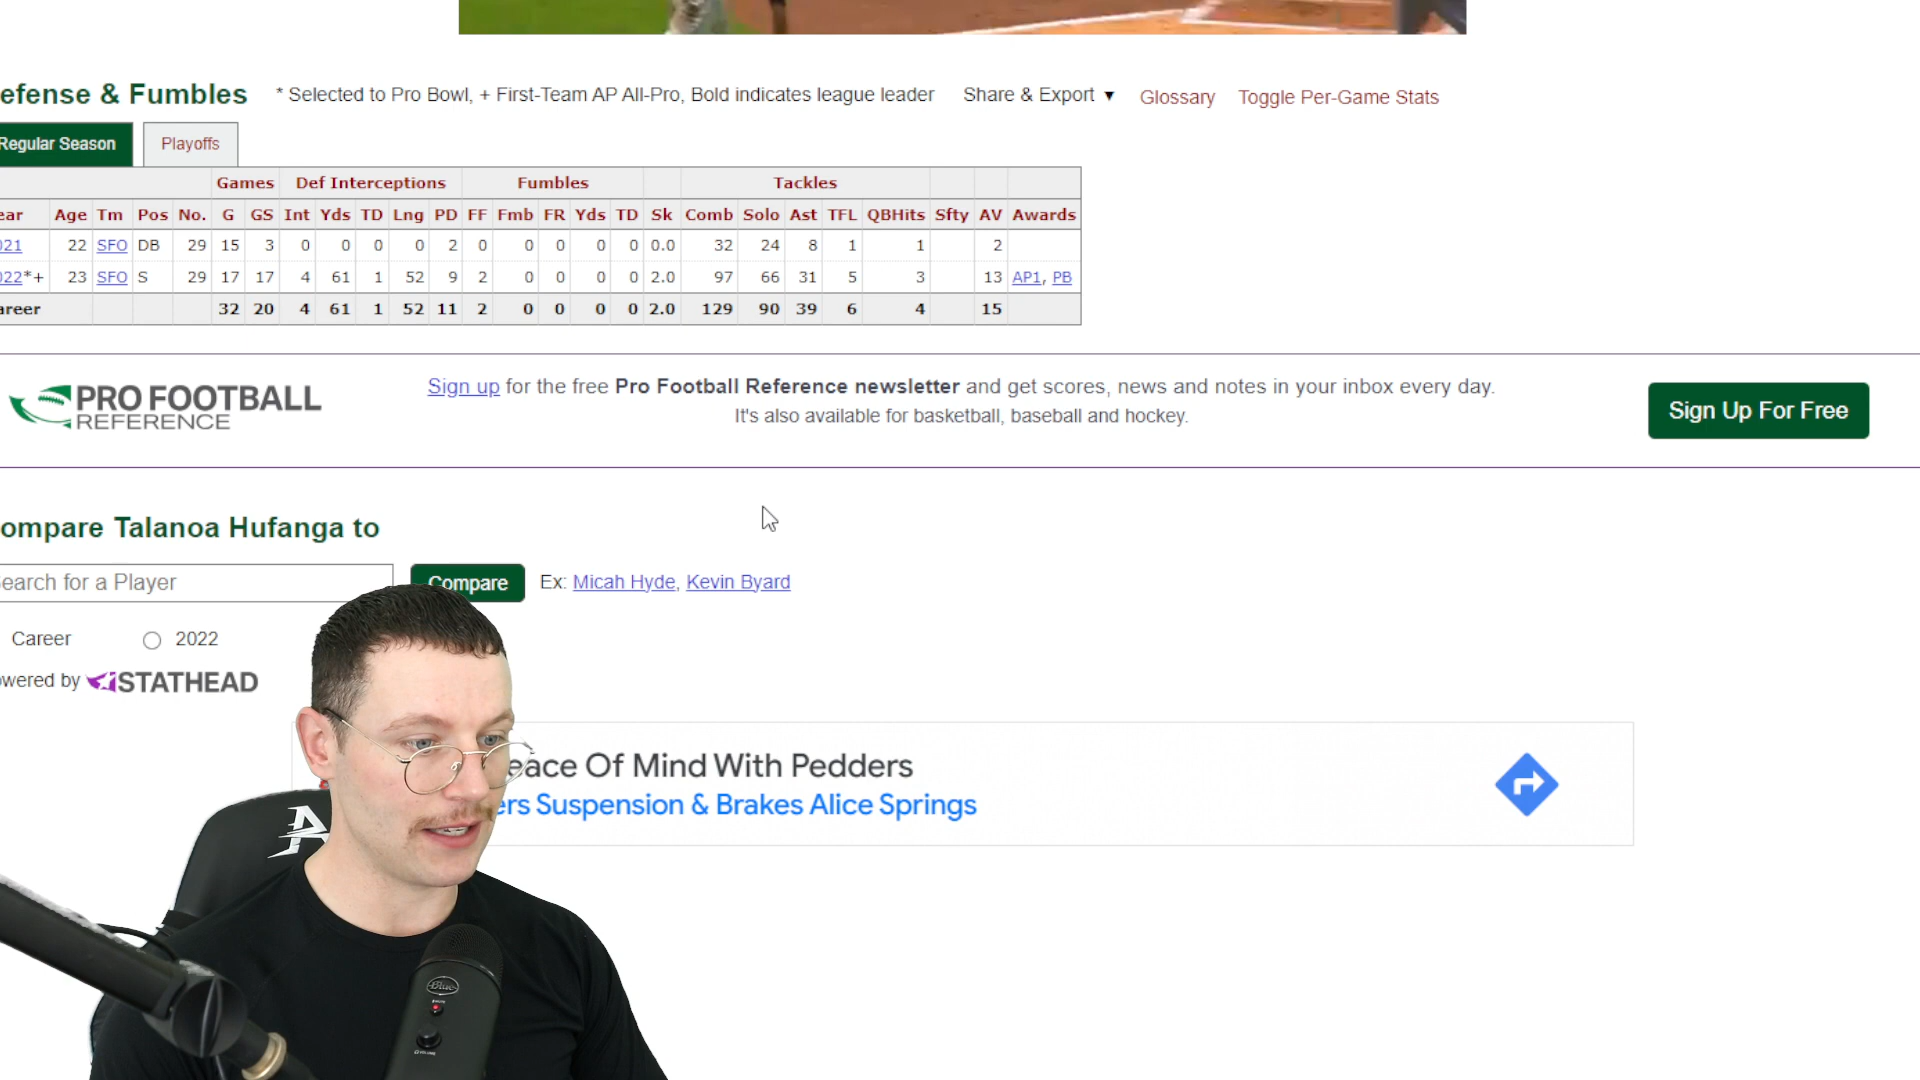 efense & Fumbles * Selected to Pro Bowl, + First-Team AP All-Pro, Bold indicates league leader Share & Export ▼ Glossary Toggle Per-Game Stats
Regular Season Playoffs
Games Def Interceptions Fumbles Tackles
ear Age Tm Pos No. G GS Int Yds TD Lng PD FF Fmb FR Yds TD Sk Comb Solo Ast TFL QBHits Sfty AV Awards
021 22 SFO DB 29 15 3 0 0 0 0 2 0 0 0 0 0 0.0 32 24 8 1 1 2
022*+ 23 SFO S 29 17 17 4 61 1 52 9 2 0 0 0 0 2.0 97 66 31 5 3 13 AP1, PB
areer 32 20 4 61 1 52 11 2 0 0 0 0 2.0 129 90 39 6 4 15
PRO FOOTBALL
REFERENCE
Sign up for the free Pro Football Reference newsletter and get scores, news and notes in your inbox every day.
It's also available for basketball, baseball and hockey.
Sign Up For Free
ompare Talanoa Hufanga to
earch for a Player Compare Ex: Micah Hyde, Kevin Byard
Career 2022
owered by STATHEAD
eace Of Mind With Pedders
ers Suspension & Brakes Alice Springs
Blue